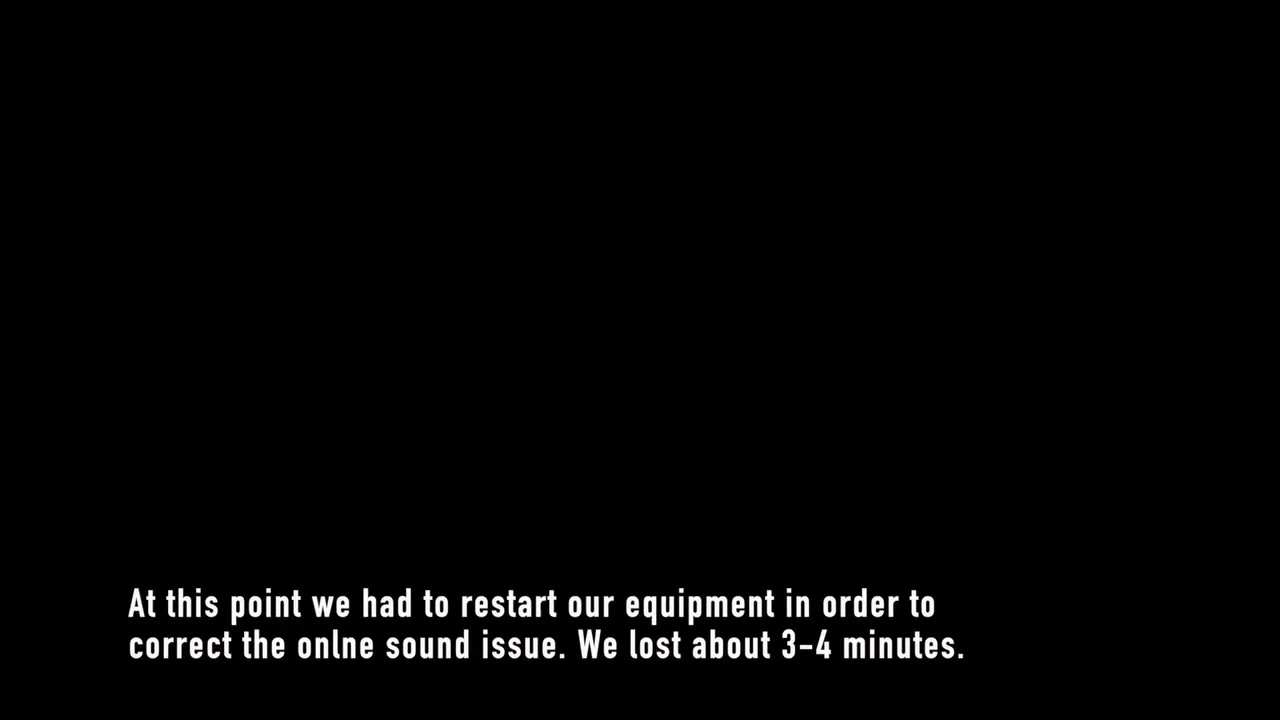 At this point we had to restart our equipment in order to
correct the onlne sound issue. We lost about 3-4 minutes.